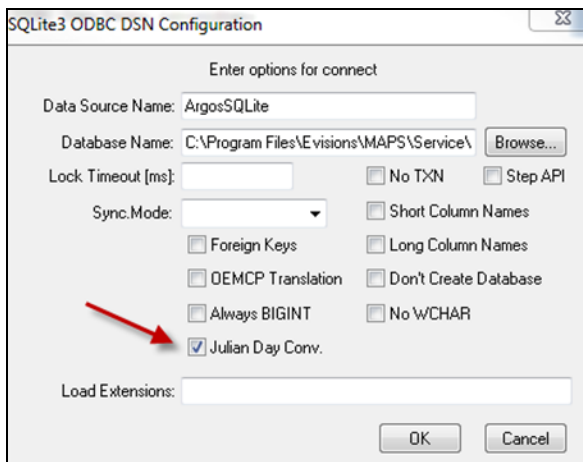 SQLite3 ODBC DSN Configuration
Enter options for connect
Data Source Name: ArgosSQLite
Database Name: C:\Program Files\Evisions\MAPS\Service\ Browse...
Lock Timeout [ms]: No TXN Step API
Sync.Mode: Short Column Names
Foreign Keys Long Column Names
OEMCP Translation Don't Create Database
Always BIGINT No WCHAR
Julian Day Conv.
Load Extensions:
OK Cancel